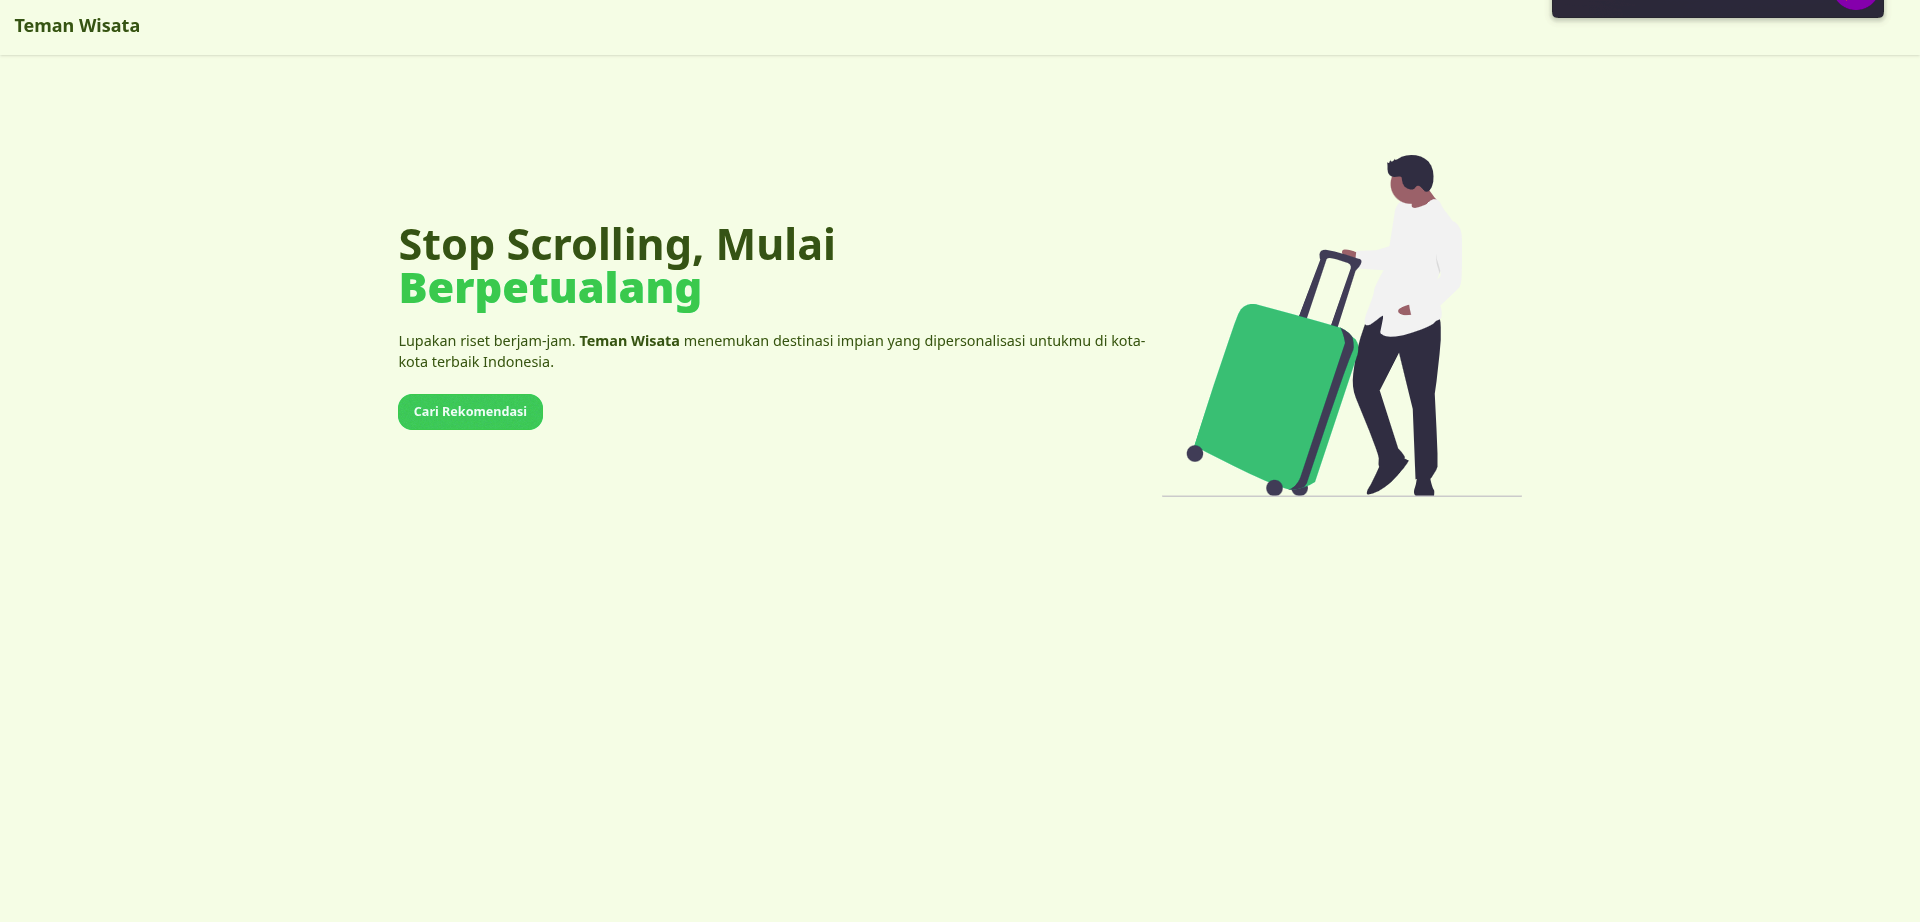 Teman Wisata
Stop Scrolling, Mulai
Berpetualang
Lupakan riset berjam-jam. Teman Wisata menemukan destinasi impian yang dipersonalisasi untukmu di kota-
kota terbaik Indonesia.
Cari Rekomendasi